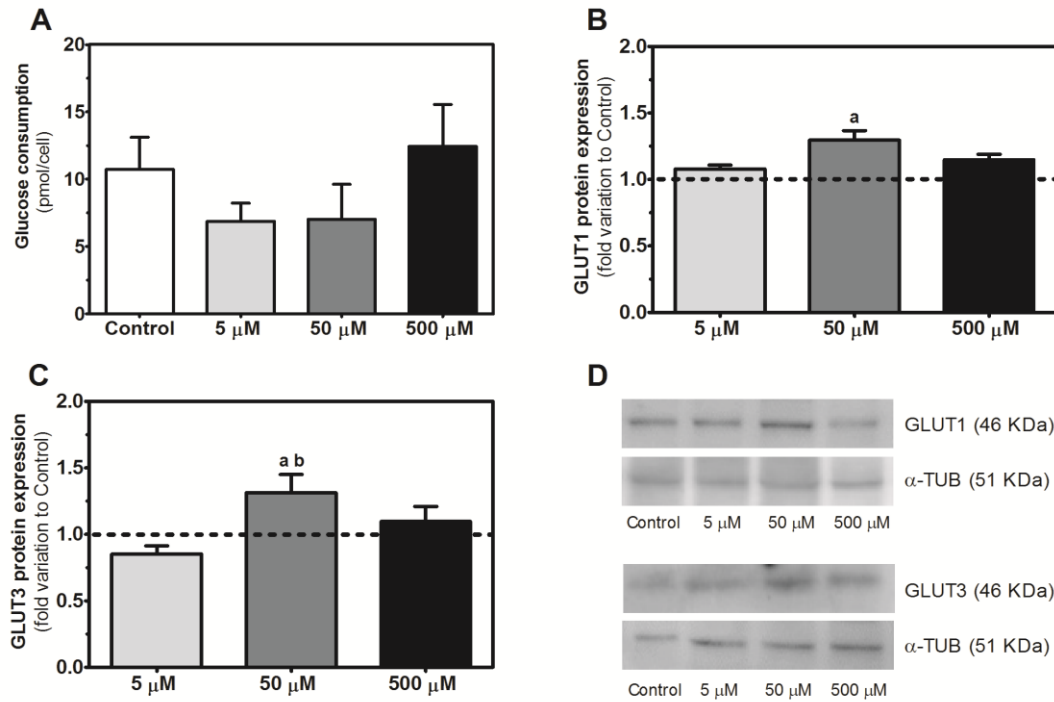 A
Glucose consumption
(pmol/cell)
20
15
10
5
0
Control 5 μM 50 μM 500 μM
B
GLUT1 protein expression
(fold variation to Control)
2.0
1.5
1.0
0.5
0.0
a
5 μM 50 μM 500 μM
C
GLUT3 protein expression
(fold variation to Control)
2.0
1.5
1.0
0.5
0.0
a b
5 μM 50 μM 500 μM
D
GLUT1 (46 KDa)
α-TUB (51 KDa)
Control 5 μM 50 μM 500 μM
GLUT3 (46 KDa)
α-TUB (51 KDa)
Control 5 μM 50 μM 500 μM